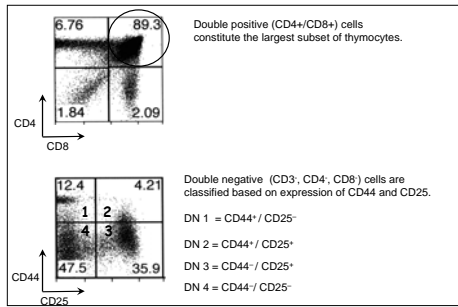 6.76 89.3
Double positive (CD4+/CD8+) cells
constitute the largest subset of thymocytes.
1.84 2.09
CD4
CD8
12.4 4.21
Double negative (CD3-, CD4-, CD8-) cells are
classified based on expression of CD44 and CD25.
1 2
4 3
DN 1 = CD44+/ CD25–
DN 2 = CD44+/ CD25+
DN 3 = CD44–/ CD25+
DN 4 = CD44–/ CD25–
47.5 35.9
CD44
CD25